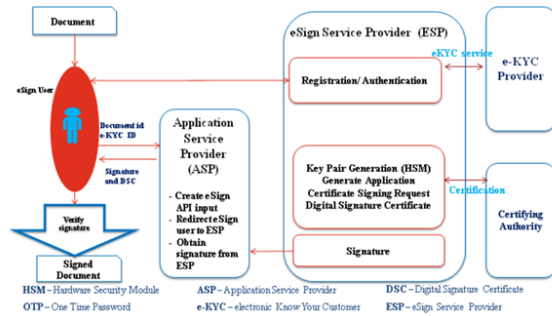 Document
eSign User
Document id
e-KYC ID
Signature
and DSC
Verify
signature
Signed
Document
Application
Service
Provider
(ASP)
- Create eSign
API input
- Redirect eSign
user to ESP
- Obtain
signature from
ESP
eSign Service Provider (ESP)
Registration/Authentication
Key Pair Generation (HSM)
Generate Application
Certificate Signing Request
Digital Signature Certificate
Signature
eKYC service
e-KYC
Provider
Certification
Certifying
Authority
HSM – Hardware Security Module
ASP – Application Service Provider
DSC – Digital Signature Certificate
OTP – One Time Password
e-KYC – electronic Know Your Customer
ESP – eSign Service Provider